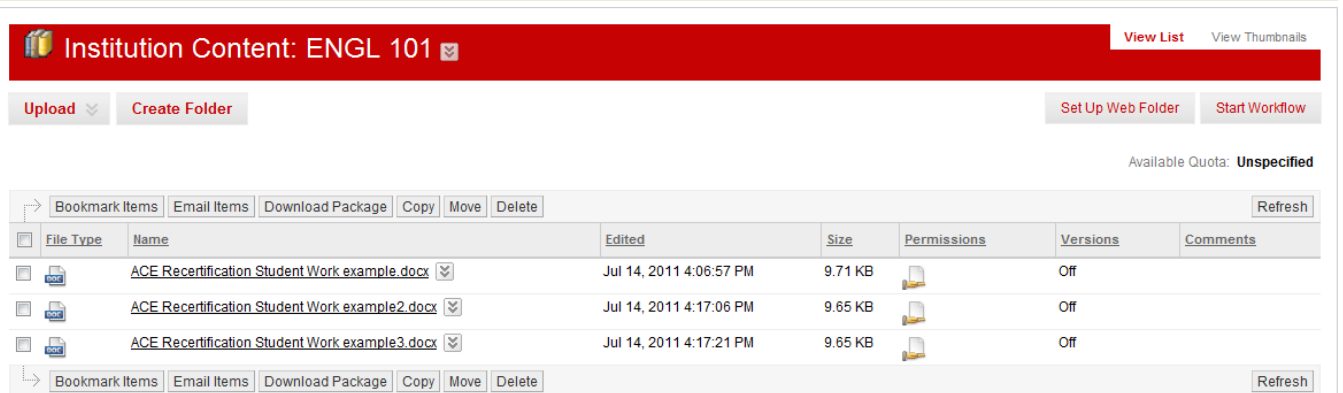 Institution Content: ENGL 101
View List View Thumbnails
Upload Create Folder Set Up Web Folder Start Workflow
Available Quota: Unspecified
Bookmark Items Email Items Download Package Copy Move Delete Refresh
File Type Name Edited Size Permissions Versions Comments
DOC ACE Recertification Student Work example.docx Jul 14, 2011 4:06:57 PM 9.71 KB Off
DOC ACE Recertification Student Work example2.docx Jul 14, 2011 4:17:06 PM 9.65 KB Off
DOC ACE Recertification Student Work example3.docx Jul 14, 2011 4:17:21 PM 9.65 KB Off
Bookmark Items Email Items Download Package Copy Move Delete Refresh